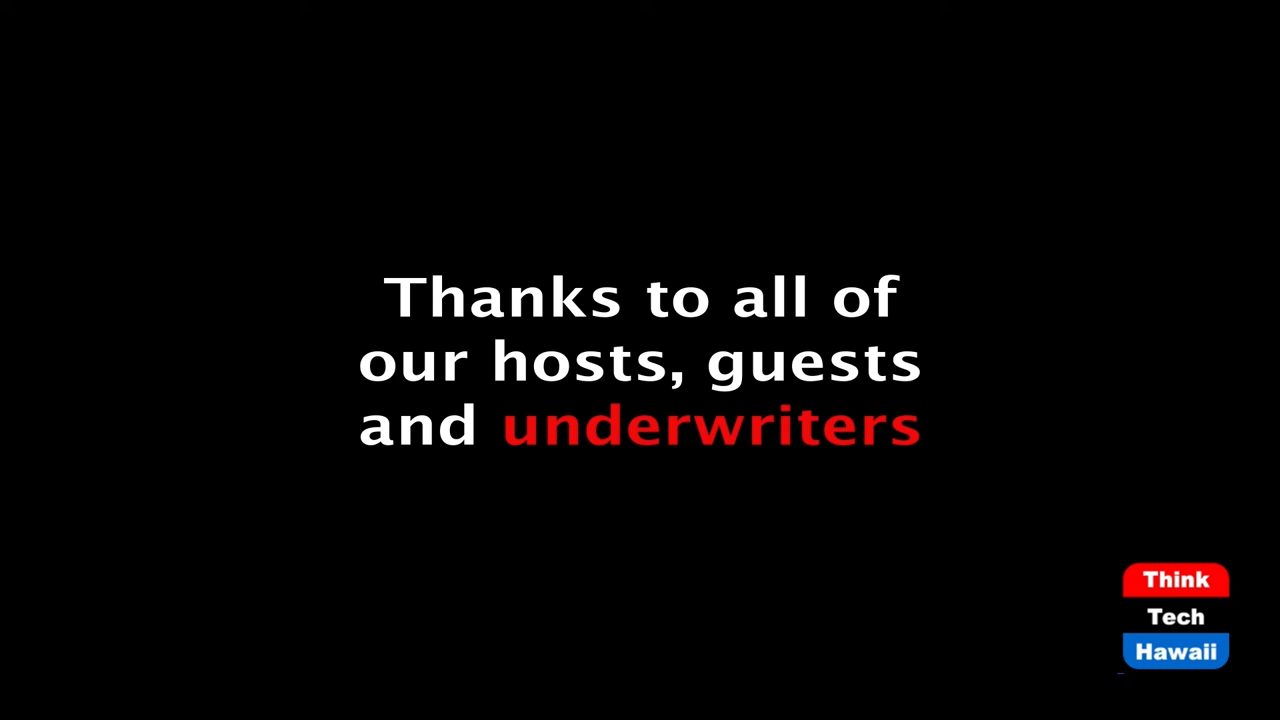 Thanks to all of
our hosts, guests
and underwriters
Think
Tech
Hawaii